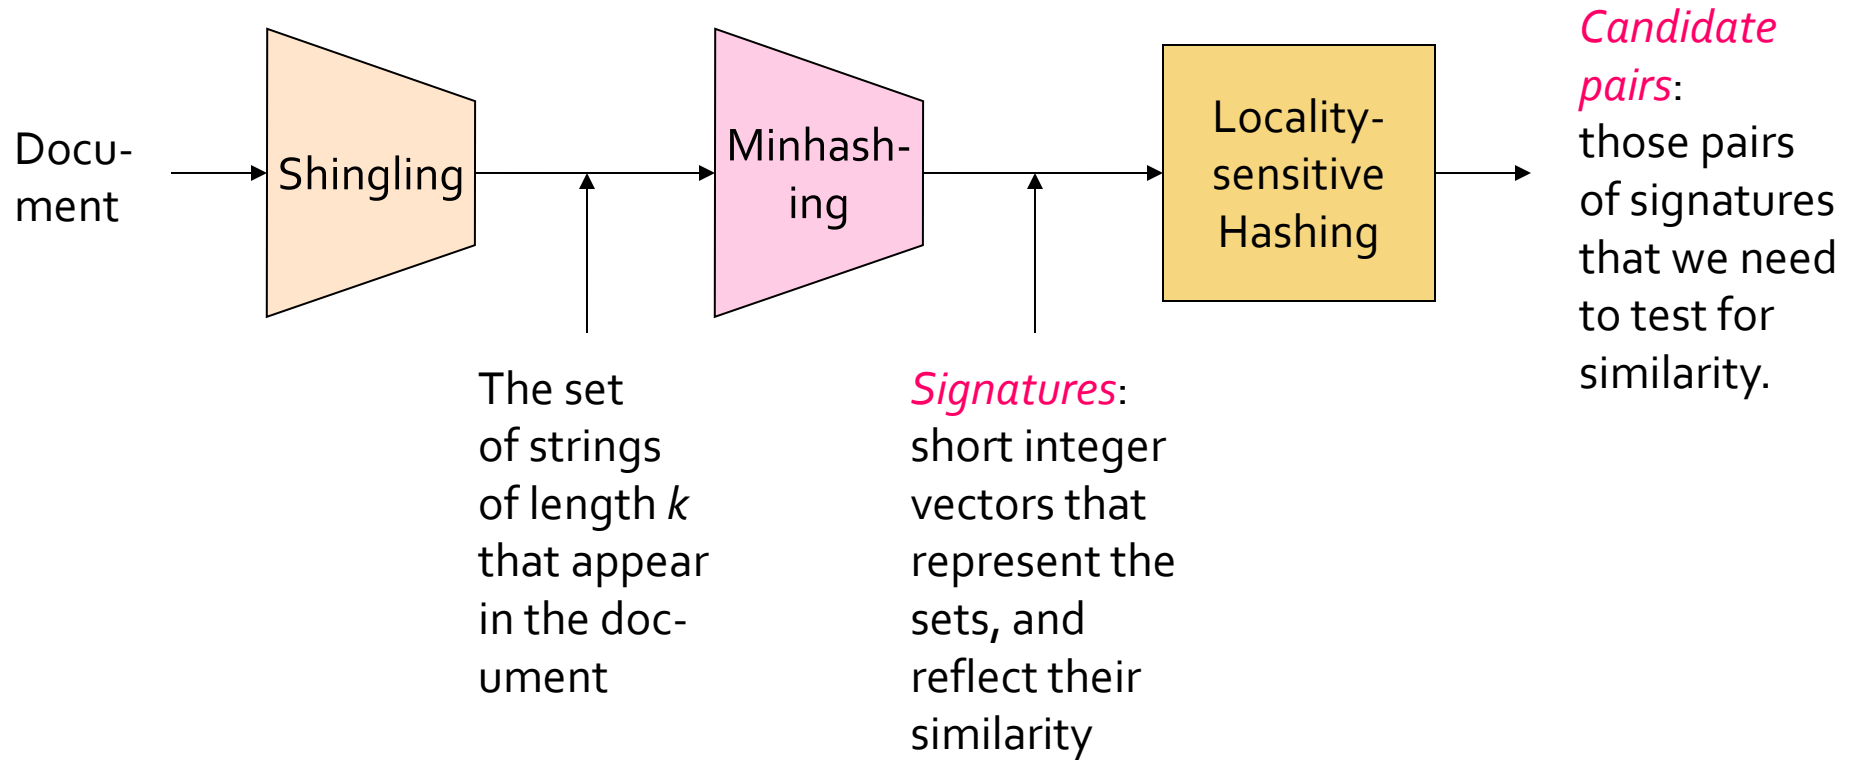 Docu-
ment
Shingling
Minhash-
ing
Locality-
sensitive
Hashing
Candidate
pairs:
those pairs
of signatures
that we need
to test for
similarity.
The set
of strings
of length k
that appear
in the doc-
ument
Signatures:
short integer
vectors that
represent the
sets, and
reflect their
similarity